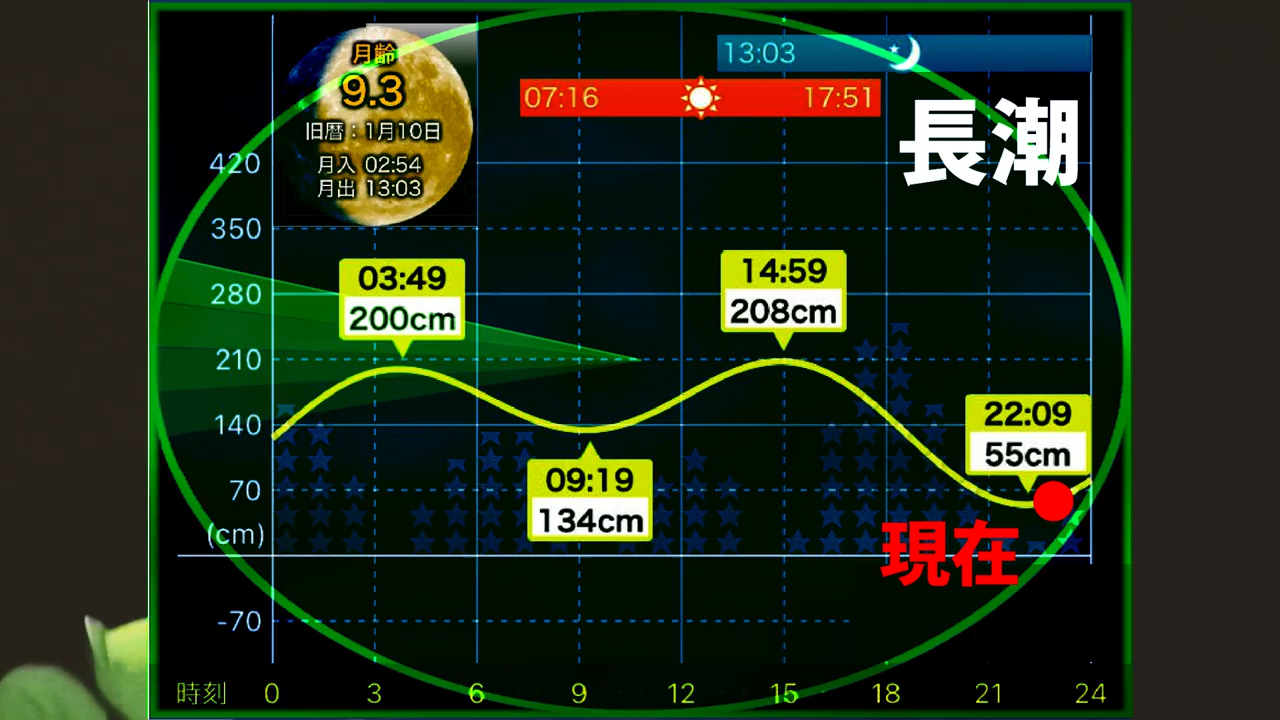 月齢
9.3
旧暦：1月10日
月入 02:54
月出 13:03
13:03
07:16
17:51
長潮
420
350
280
210
140
70
(cm)
-70
03:49
200cm
14:59
208cm
09:19
134cm
22:09
55cm
現在
時刻 0 3 6 9 12 15 18 21 24